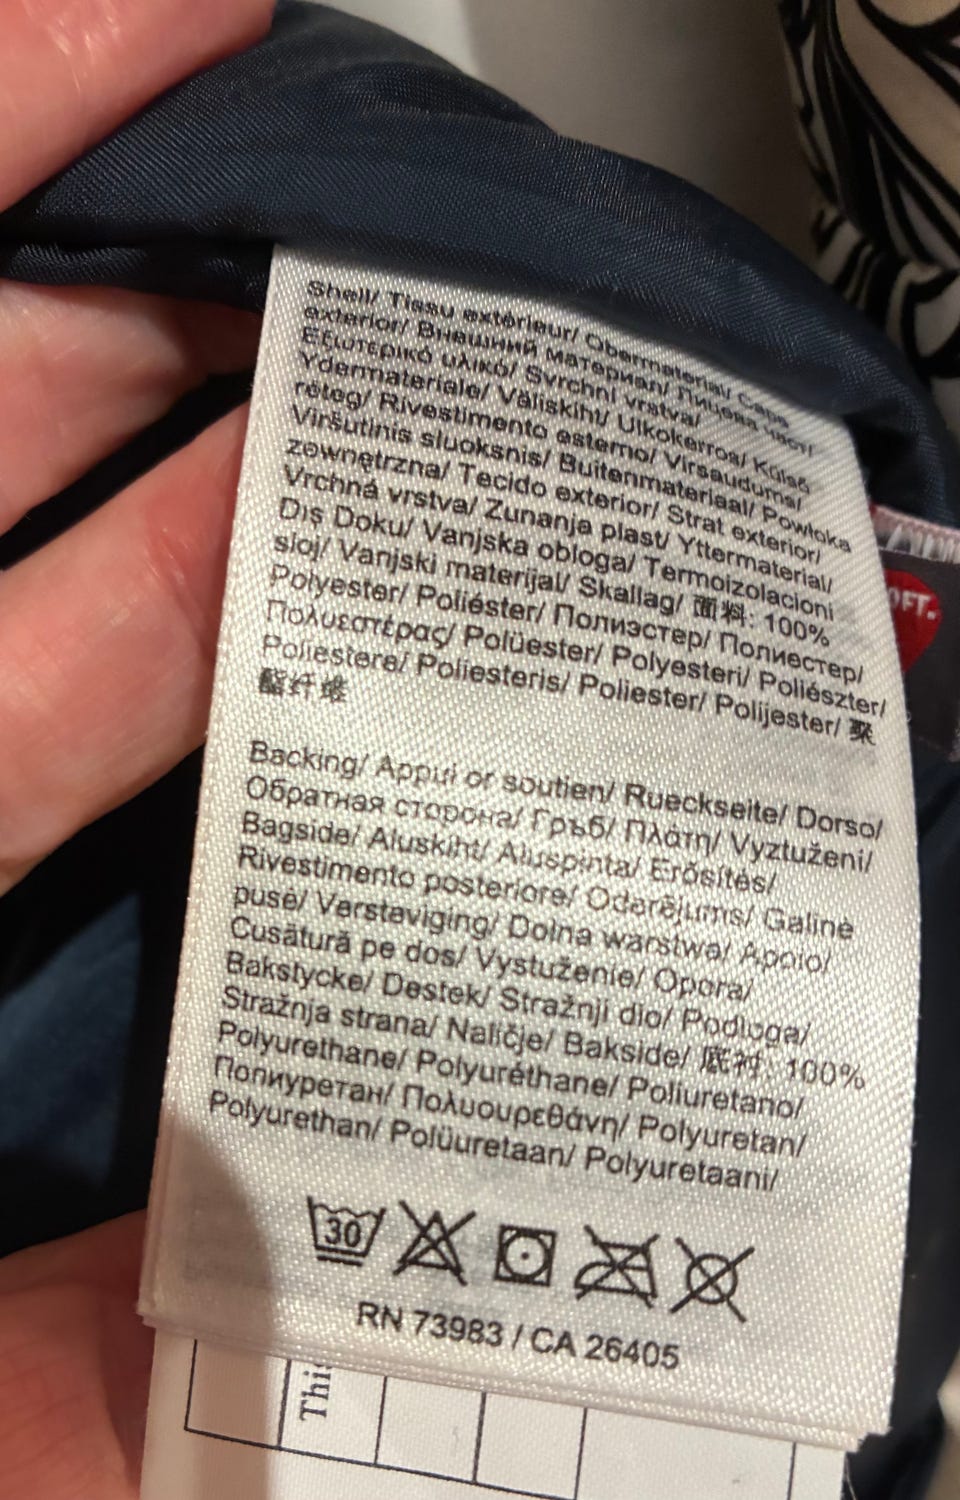 Shell/ Tissu extérieur/ Obermaterial/ Capa
exterior/ Внешний материал/ Лицева част/
Εξωτερικό υλικό/ Svrchní vrstva/
Ydermateriale/ Väliskiht/ Ulkokerros/ Külső
réteg/ Rivestimento esterno/ Virsaudums/
Viršutinis sluoksnis/ Buitenmateriaal/ Powłoka
zewnętrzna/ Tecido exterior/ Strat exterior/
Vrchná vrstva/ Zunanja plast/ Yttermaterial/
Dış Doku/ Vanjska obloga/ Termoizolacioni
sloj/ Vanjski materijal/ Skallag/ 面料: 100%
Polyester/ Poliéster/ Полиэстер/ Полиестер/
Πολυεστέρας/ Polüester/ Polyesteri/ Poliészter/
Poliestere/ Poliesteris/ Poliester/ Polijester/ 聚
酯纤维
Backing/ Appui or soutien/ Rueckseite/ Dorso/
Обратная сторона/ Гръб/ Πλάτη/ Vyztužení/
Bagside/ Aluskiht/ Aluspinta/ Erősítés/
Rivestimento posteriore/ Odarējums/ Galinė
pusė/ Versteviging/ Dolna warstwa/ Apoio/
Cusătură pe dos/ Vystuženie/ Opora/
Bakstycke/ Destek/ Stražnji dio/ Podloga/
Stražnja strana/ Naličje/ Bakside/ 底衬: 100%
Polyurethane/ Polyuréthane/ Poliuretano/
Полиуретан/ Πολυουρεθάνη/ Polyuretan/
Polyurethan/ Polüuretaan/ Polyuretaani/
30
RN 73983 / CA 26405
OFT.
This